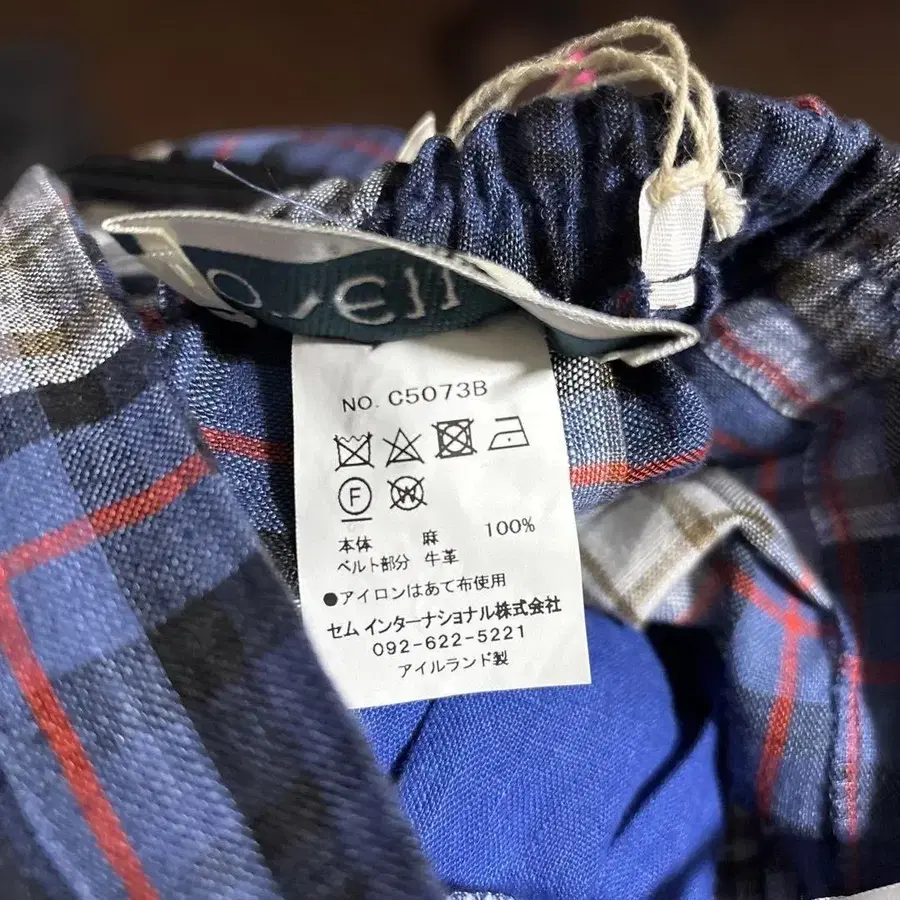 NO. C5073B
F
W
本体 麻 100%
ベルト部分 牛革
●アイロンはあて布使用
セム インターナショナル株式会社
092-622-5221
アイルランド製